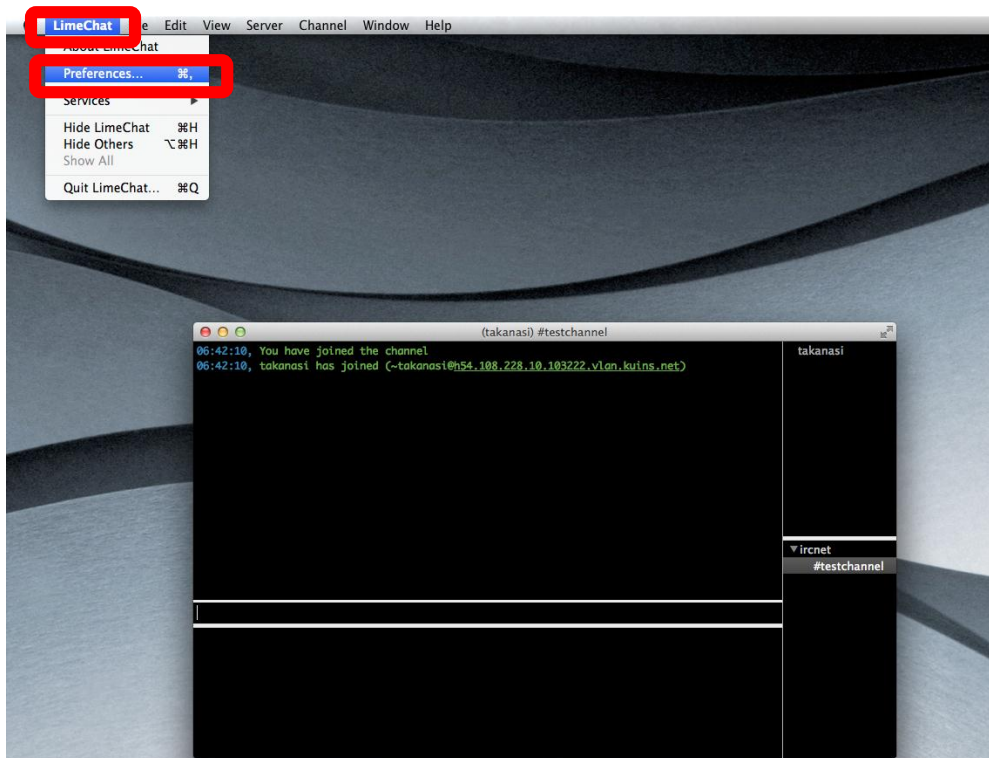 LimeChat Edit View Server Channel Window Help
About LimeChat
Preferences... ⌘,
Services ▶
Hide LimeChat ⌘H
Hide Others ⌥⌘H
Show All
Quit LimeChat... ⌘Q
(takanasi) #testchannel
06:42:10, You have joined the channel
06:42:10, takanasi has joined (~takanasi@h54.108.228.10.103222.vlan.kuins.net)
takanasi
▼ircnet
#testchannel